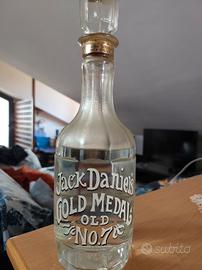 Jack Daniel's
GOLD MEDAL
OLD
NO.7
subito